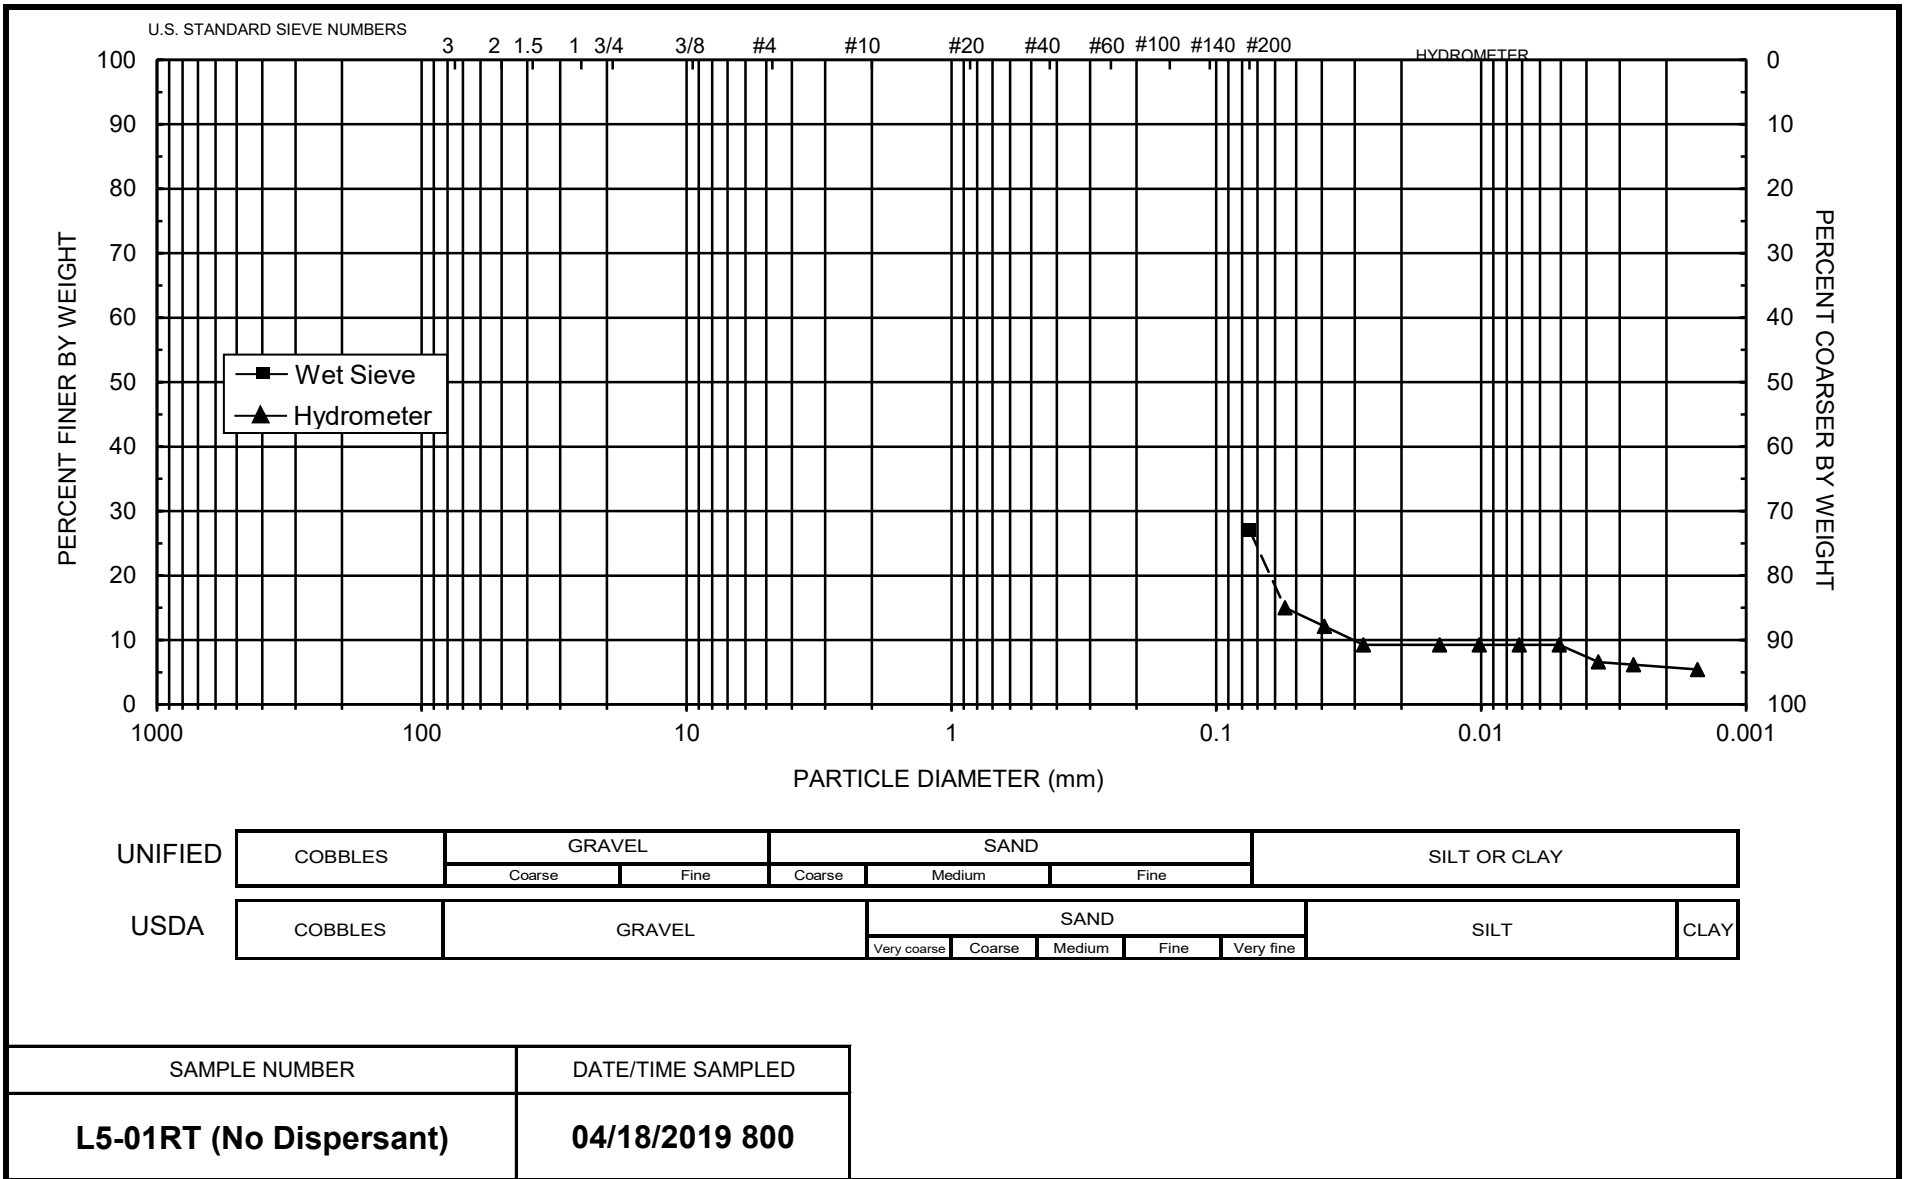 U.S. STANDARD SIEVE NUMBERS
3 2 1.5 1 3/4 3/8 #4 #10 #20 #40 #60 #100 #140 #200
HYDROMETER
100 0
90 10
80 20
70 30
60 40
50 50
40 60
30 70
20 80
10 90
0 100
PERCENT FINER BY WEIGHT
PERCENT COARSER BY WEIGHT
Wet Sieve
Hydrometer
1000 100 10 1 0.1 0.01 0.001
PARTICLE DIAMETER (mm)
UNIFIED
COBBLES
GRAVEL
SAND
SILT OR CLAY
Coarse Fine Coarse Medium Fine
USDA
COBBLES
GRAVEL
SAND
SILT
CLAY
Very coarse Coarse Medium Fine Very fine
SAMPLE NUMBER DATE/TIME SAMPLED
L5-01RT (No Dispersant) 04/18/2019 800